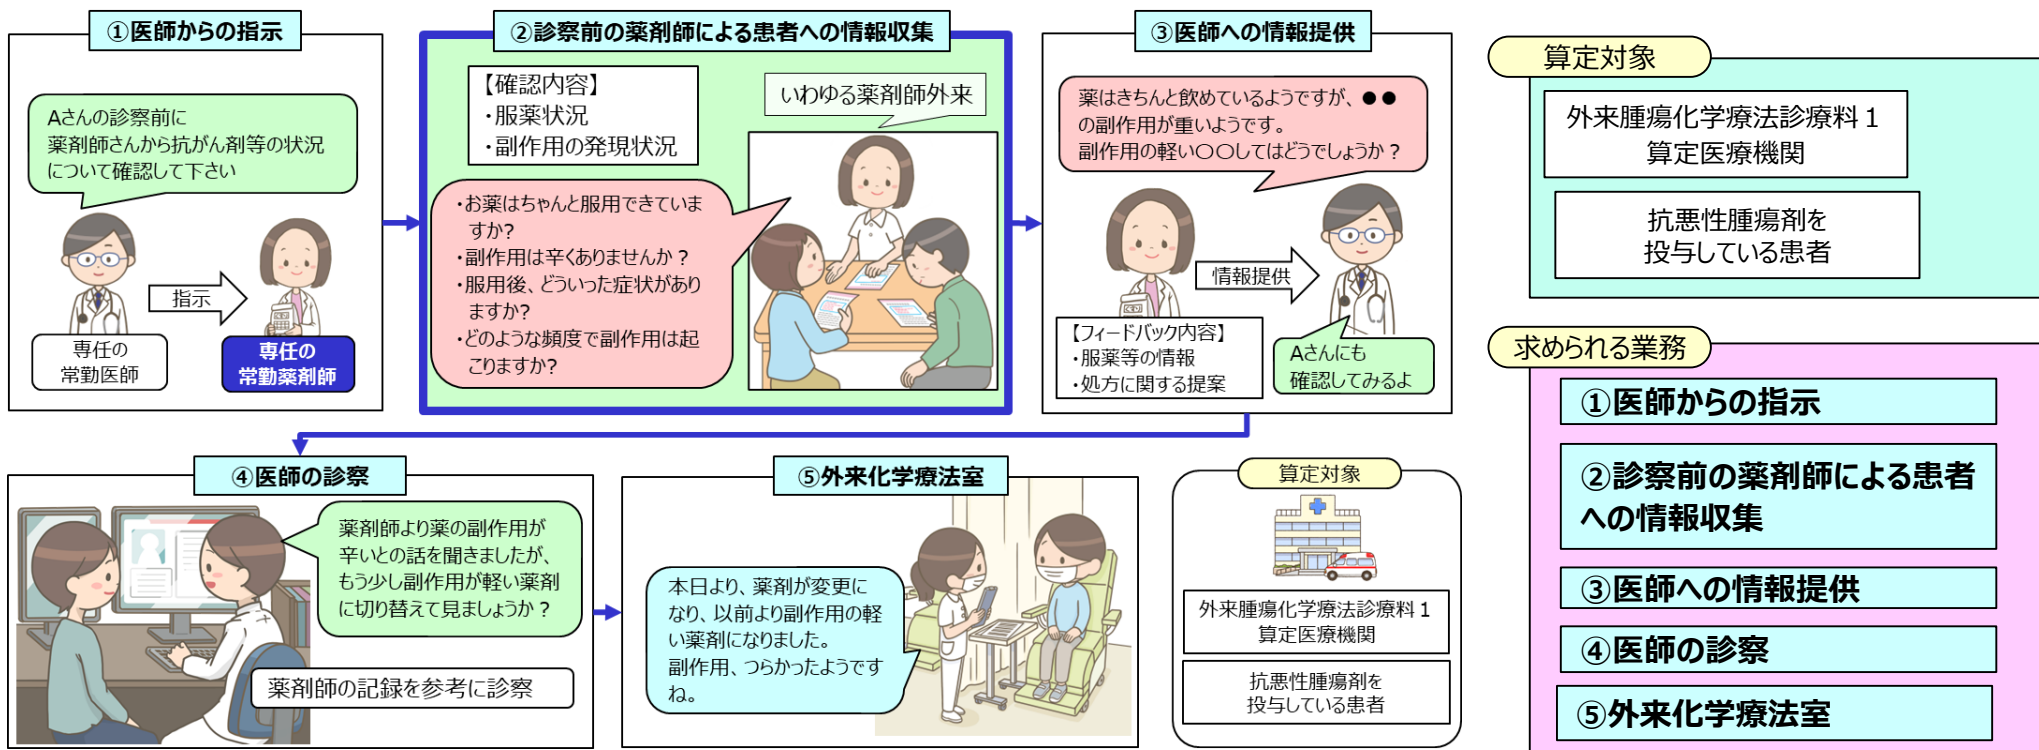 ①医師からの指示
Aさんの診察前に
薬剤師さんから抗がん剤等の状況
について確認して下さい
指示
専任の
常勤医師
専任の
常勤薬剤師
②診察前の薬剤師による患者への情報収集
【確認内容】
・服薬状況
・副作用の発現状況
いわゆる薬剤師外来
・お薬はちゃんと服用できていま
すか?
・副作用は辛くありませんか？
・服用後、どういった症状があり
ますか?
・どのような頻度で副作用は起
こりますか?
③医師への情報提供
薬はきちんと飲めているようですが、●●
の副作用が重いようです。
副作用の軽い〇〇してはどうでしょうか？
情報提供
【フィードバック内容】
・服薬等の情報
・処方に関する提案
Aさんにも
確認してみるよ
④医師の診察
薬剤師より薬の副作用が
辛いとの話を聞きましたが、
もう少し副作用が軽い薬剤
に切り替えて見ましょうか？
薬剤師の記録を参考に診察
⑤外来化学療法室
本日より、薬剤が変更に
なり、以前より副作用の軽
い薬剤になりました。
副作用、つらかったようです
ね。
算定対象
外来腫瘍化学療法診療料１
算定医療機関
抗悪性腫瘍剤を
投与している患者
算定対象
外来腫瘍化学療法診療料１
算定医療機関
抗悪性腫瘍剤を
投与している患者
求められる業務
①医師からの指示
②診察前の薬剤師による患者
への情報収集
③医師への情報提供
④医師の診察
⑤外来化学療法室